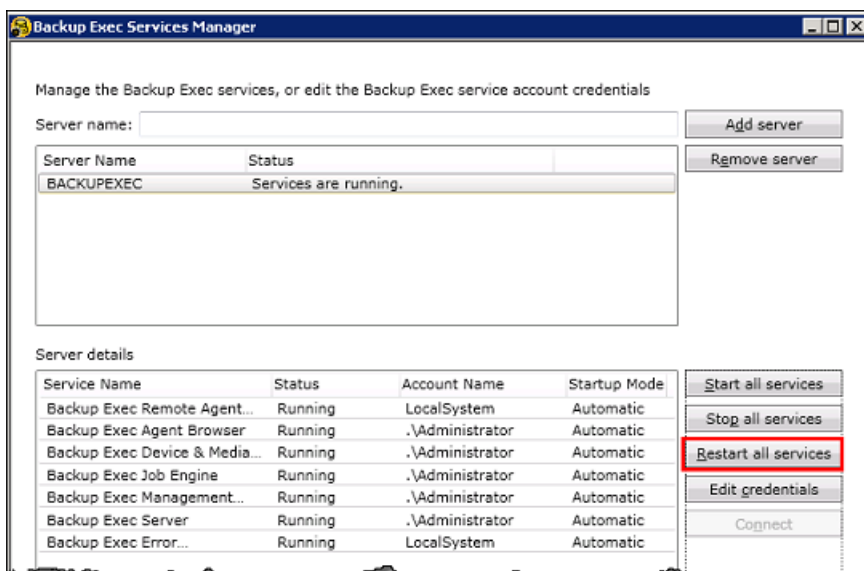 Backup Exec Services Manager
Manage the Backup Exec services, or edit the Backup Exec service account credentials
Server name:
Add server
Server Name Status
Remove server
BACKUPEXEC Services are running.
Server details
Service Name Status Account Name Startup Mode
Start all services
Backup Exec Remote Agent... Running LocalSystem Automatic
Backup Exec Agent Browser Running .\Administrator Automatic
Stop all services
Backup Exec Device & Media... Running .\Administrator Automatic
Restart all services
Backup Exec Job Engine Running .\Administrator Automatic
Backup Exec Management... Running .\Administrator Automatic
Edit credentials
Backup Exec Server Running .\Administrator Automatic
Connect
Backup Exec Error... Running LocalSystem Automatic